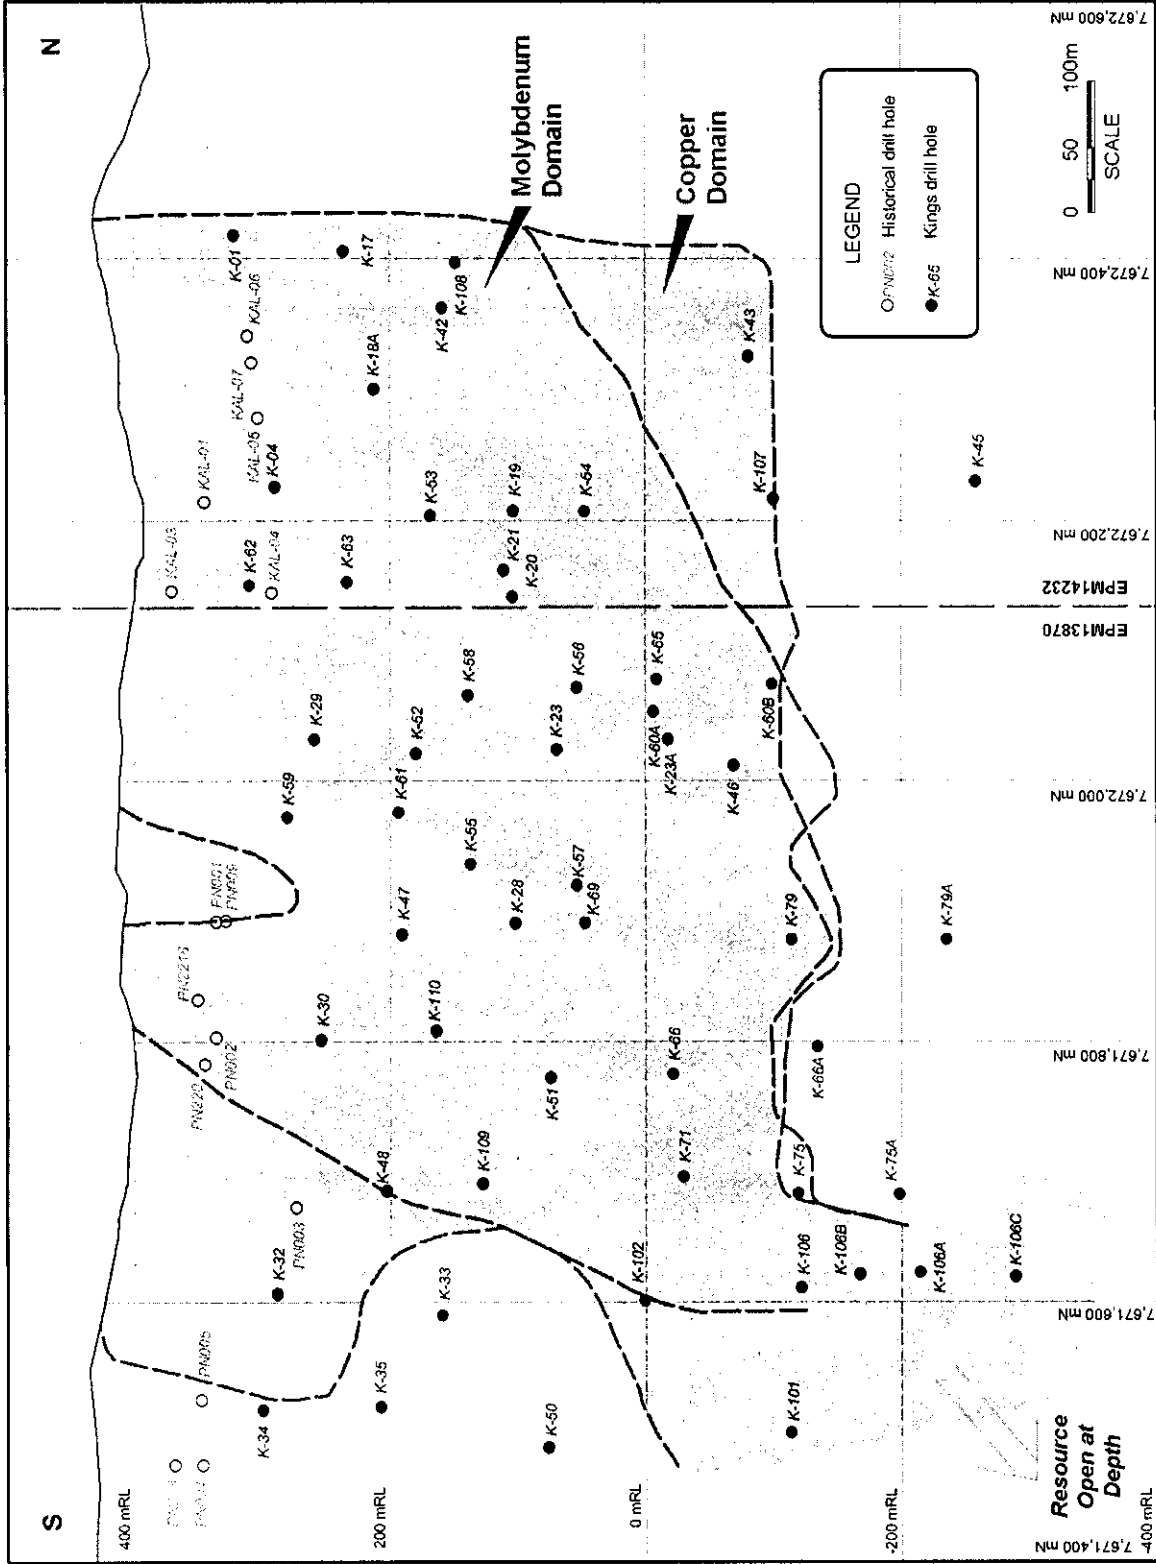 S
N
400 mRL
200 mRL
0 mRL
-200 mRL
-400 mRL
7,672,600 mN
7,672,400 mN
7,672,200 mN
7,672,000 mN
7,671,800 mN
7,671,600 mN
7,671,400 mN
EPM14232
EPM13870
Molybdenum
Domain
Copper
Domain
LEGEND
PN002 Historical drill hole
K-65 Kings drill hole
0 50 100m
SCALE
Resource
Open at
Depth
K-01
KAL-06
K-17
K-108
K-42
KAL-07
K-18A
KAL-05
K-04
KAL-01
K-53
K-19
K-54
K-43
K-107
K-45
KAL-03
K-62
KAL-04
K-63
K-21
K-20
K-29
K-58
K-56
K-65
K-60A
K-60B
K-52
K-23
K-23A
K-46
K-59
K-61
K-55
K-57
K-47
K-28
K-69
K-79
K-79A
PN001
PN009
PN002
K-30
K-110
K-66
K-66A
K-51
K-48
K-109
K-71
K-75
K-75A
PN003
K-32
K-33
K-102
K-106
K-106B
K-106A
K-106C
PN005
K-34
K-35
K-50
K-101